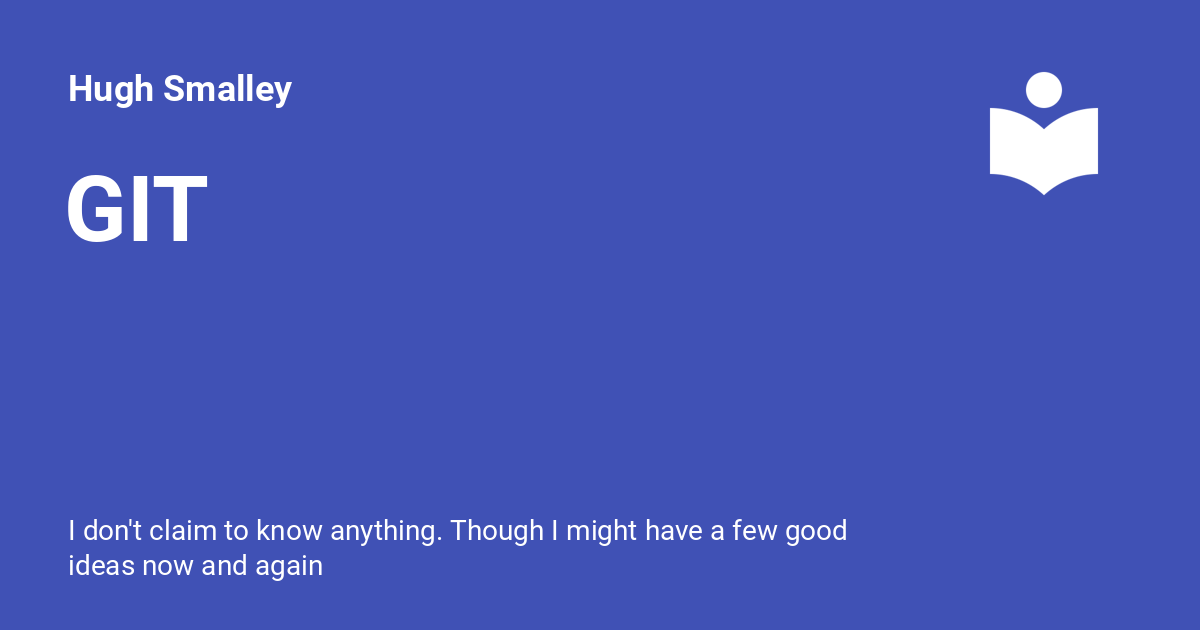 Hugh Smalley
GIT
I don't claim to know anything. Though I might have a few good
ideas now and again